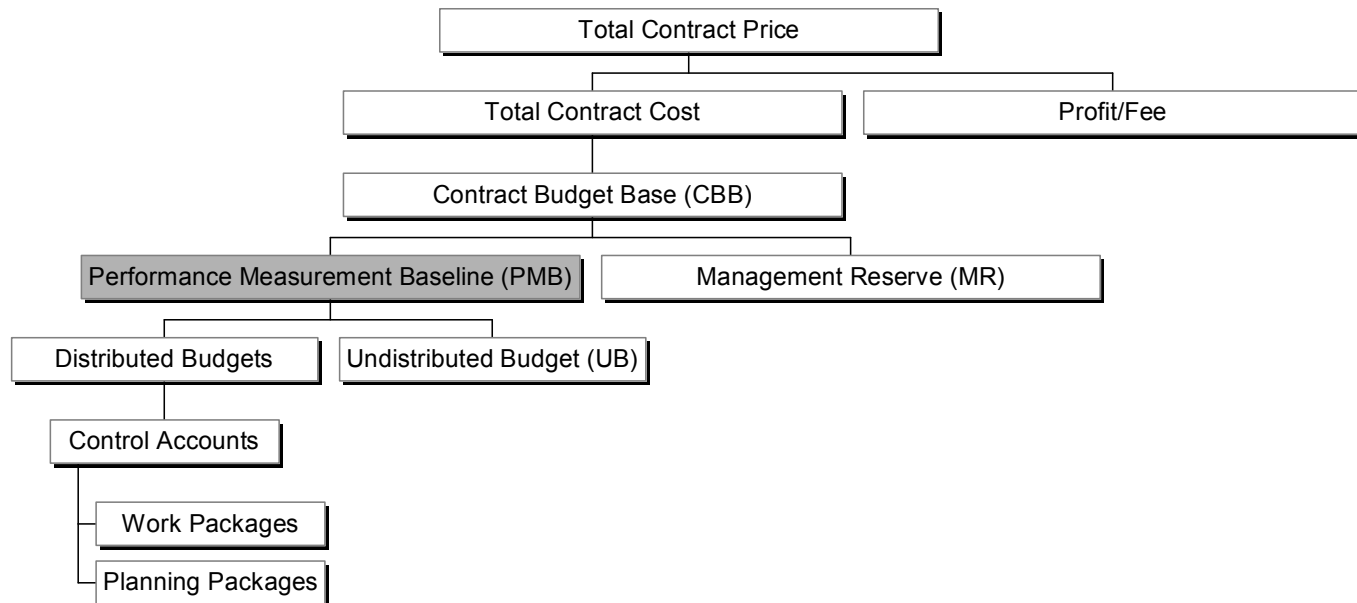 Total Contract Price
Total Contract Cost
Profit/Fee
Contract Budget Base (CBB)
Performance Measurement Baseline (PMB)
Management Reserve (MR)
Distributed Budgets
Undistributed Budget (UB)
Control Accounts
Work Packages
Planning Packages